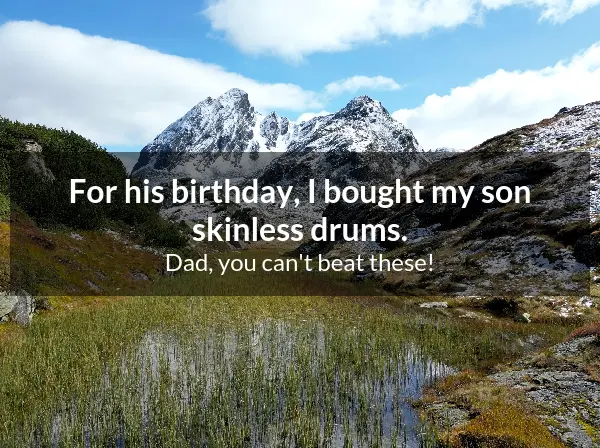 For his birthday, I bought my son
skinless drums.
Dad, you can't beat these!